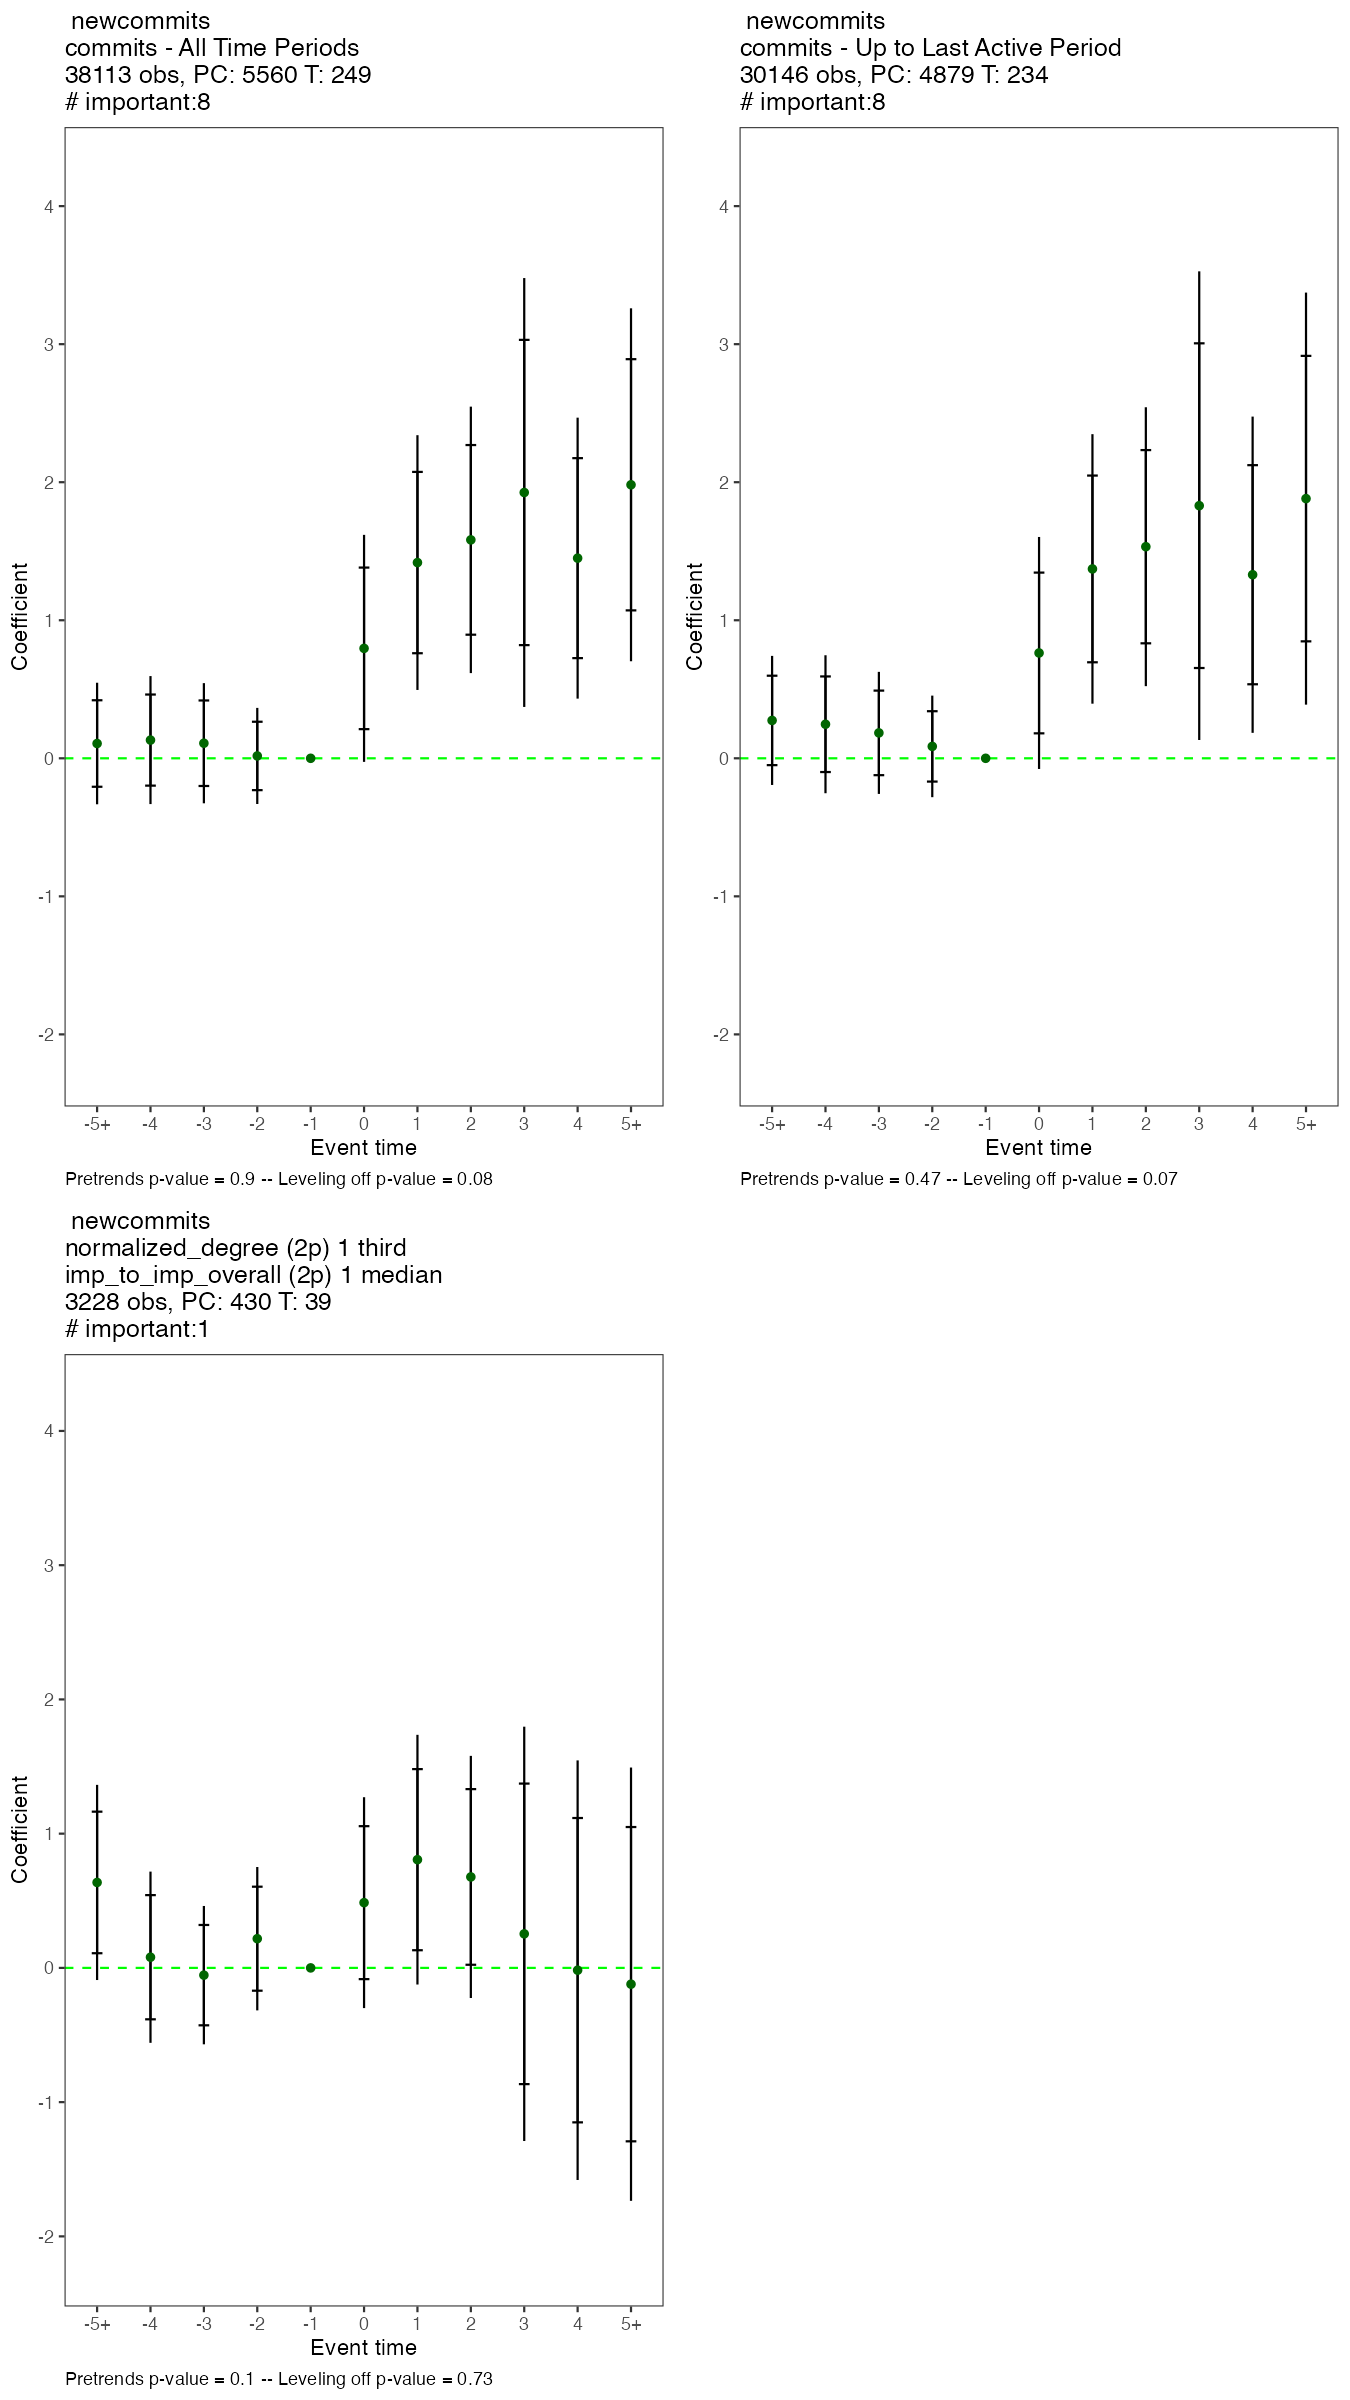 newcommits
commits - All Time Periods
38113 obs, PC: 5560 T: 249
# important:8
Coefficient
4
3
2
1
0
-1
-2
-5+ -4 -3 -2 -1 0 1 2 3 4 5+
Event time
Pretrends p-value = 0.9 -- Leveling off p-value = 0.08
newcommits
commits - Up to Last Active Period
30146 obs, PC: 4879 T: 234
# important:8
Coefficient
4
3
2
1
0
-1
-2
-5+ -4 -3 -2 -1 0 1 2 3 4 5+
Event time
Pretrends p-value = 0.47 -- Leveling off p-value = 0.07
newcommits
normalized_degree (2p) 1 third
imp_to_imp_overall (2p) 1 median
3228 obs, PC: 430 T: 39
# important:1
Coefficient
4
3
2
1
0
-1
-2
-5+ -4 -3 -2 -1 0 1 2 3 4 5+
Event time
Pretrends p-value = 0.1 -- Leveling off p-value = 0.73